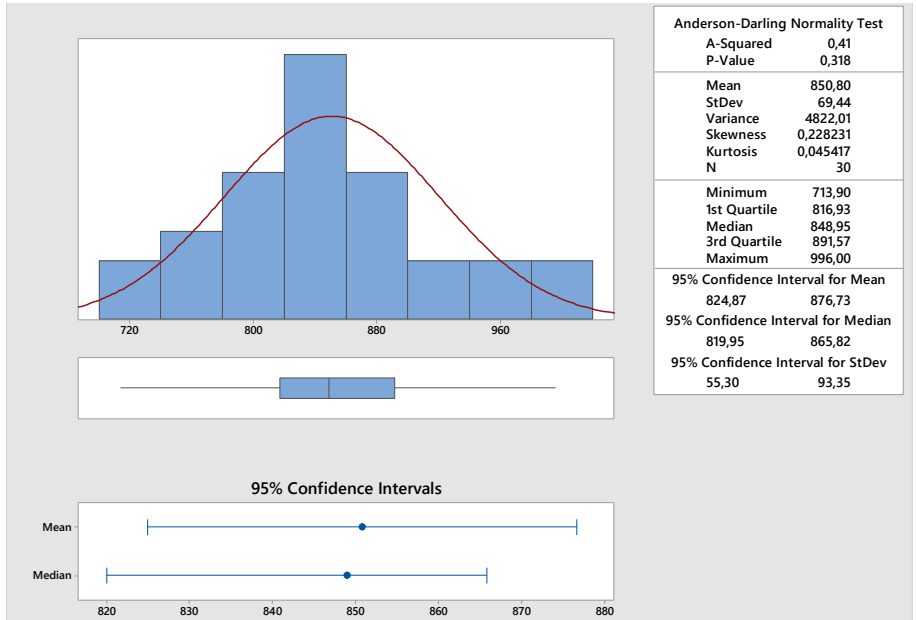 Anderson-Darling Normality Test
A-Squared 0,41
P-Value 0,318
Mean 850,80
StDev 69,44
Variance 4822,01
Skewness 0,228231
Kurtosis 0,045417
N 30
Minimum 713,90
1st Quartile 816,93
Median 848,95
3rd Quartile 891,57
Maximum 996,00
95% Confidence Interval for Mean
824,87 876,73
95% Confidence Interval for Median
819,95 865,82
95% Confidence Interval for StDev
55,30 93,35
720 800 880 960
95% Confidence Intervals
Mean
Median
820 830 840 850 860 870 880